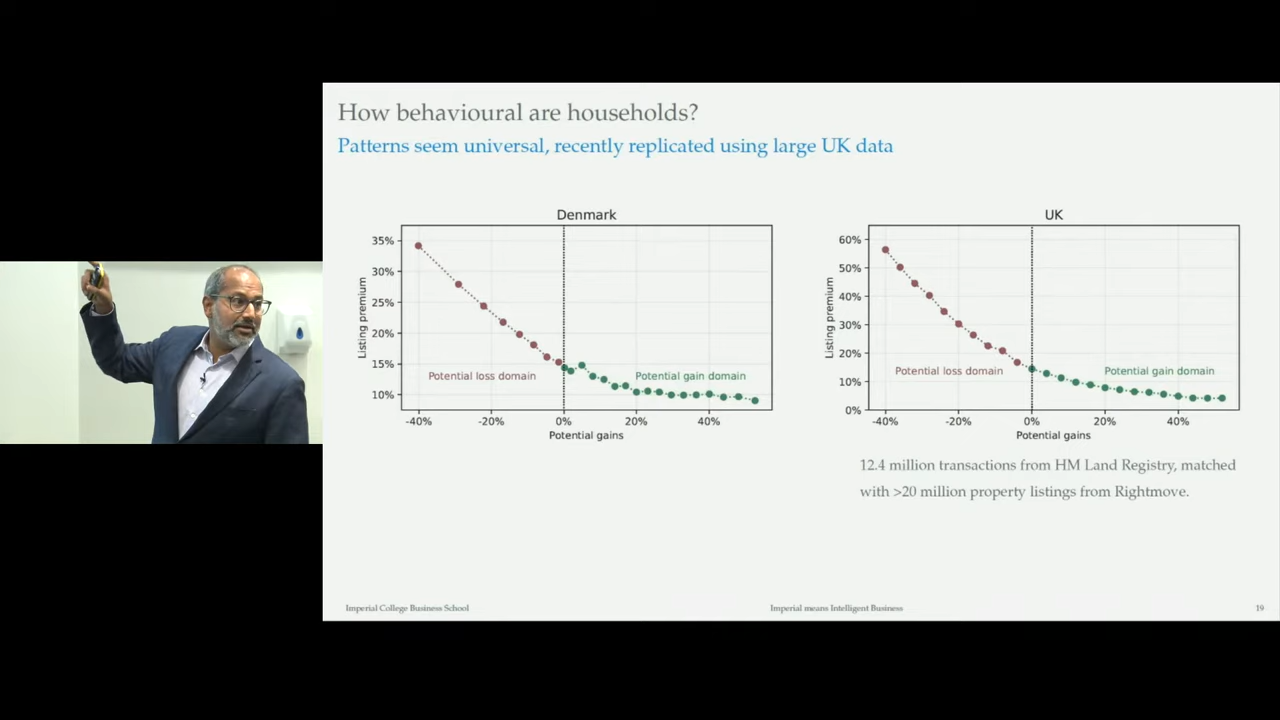 How behavioural are households?
Patterns seem universal, recently replicated using large UK data
Denmark
35%
30%
25%
20%
15%
10%
Listing premium
Potential loss domain
Potential gain domain
-40%
-20%
0%
20%
40%
Potential gains
UK
60%
50%
40%
30%
20%
10%
0%
Listing premium
Potential loss domain
Potential gain domain
-40%
-20%
0%
20%
40%
Potential gains
12.4 million transactions from HM Land Registry, matched
with >20 million property listings from Rightmove.
Imperial College Business School
Imperial means Intelligent Business
19